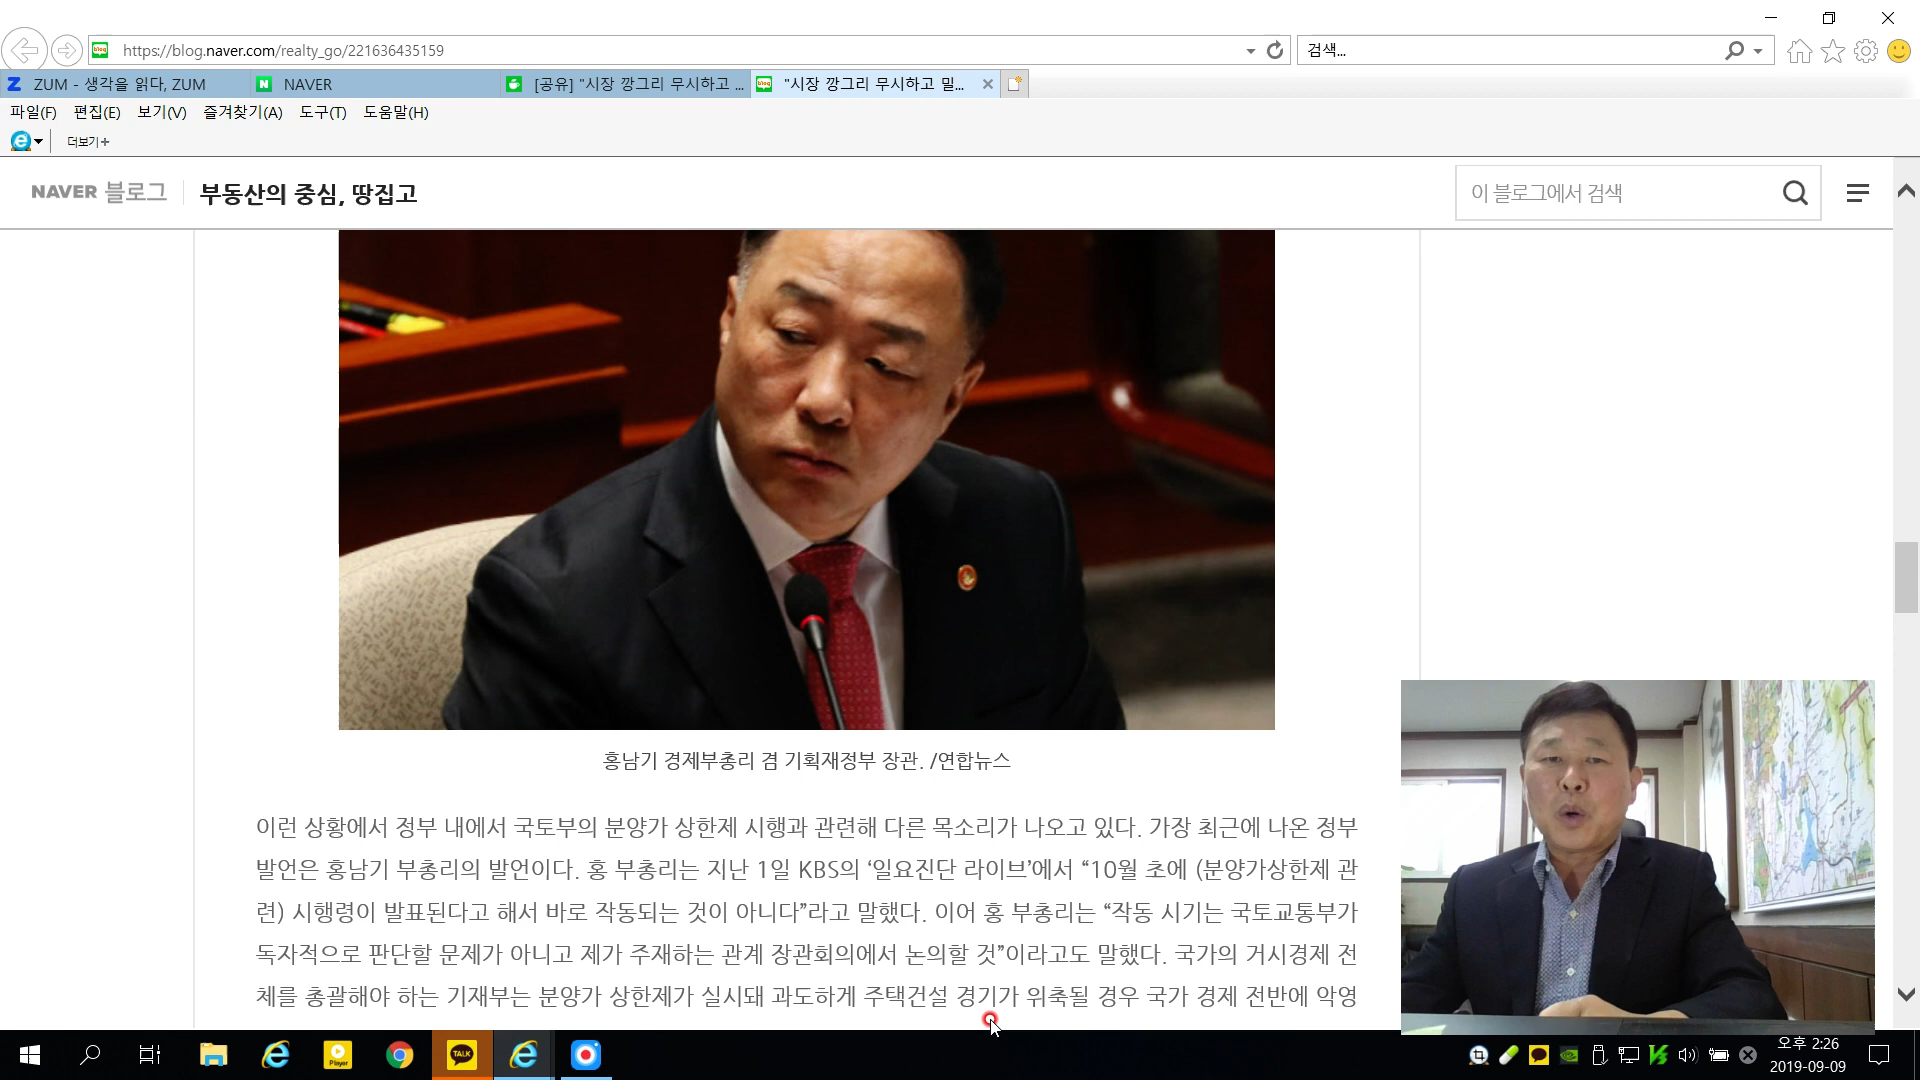 https://blog.naver.com/realty_go/221636435159
검색...
ZUM - 생각을 읽다, ZUM
NAVER
[공유] "시장 깡그리 무시하고 ...
"시장 깡그리 무시하고 밀...
파일(F) 편집(E) 보기(V) 즐겨찾기(A) 도구(T) 도움말(H)
더보기+
NAVER 블로그
부동산의 중심, 땅집고
이 블로그에서 검색
홍남기 경제부총리 겸 기획재정부 장관. /연합뉴스
이런 상황에서 정부 내에서 국토부의 분양가 상한제 시행과 관련해 다른 목소리가 나오고 있다. 가장 최근에 나온 정부
발언은 홍남기 부총리의 발언이다. 홍 부총리는 지난 1일 KBS의 ‘일요진단 라이브’에서 “10월 초에 (분양가상한제 관
련) 시행령이 발표된다고 해서 바로 작동되는 것이 아니다”라고 말했다. 이어 홍 부총리는 “작동 시기는 국토교통부가
독자적으로 판단할 문제가 아니고 제가 주재하는 관계 장관회의에서 논의할 것”이라고도 말했다. 국가의 거시경제 전
체를 총괄해야 하는 기재부는 분양가 상한제가 실시돼 과도하게 주택건설 경기가 위축될 경우 국가 경제 전반에 악영
Player
TALK
오후 2:26
2019-09-09